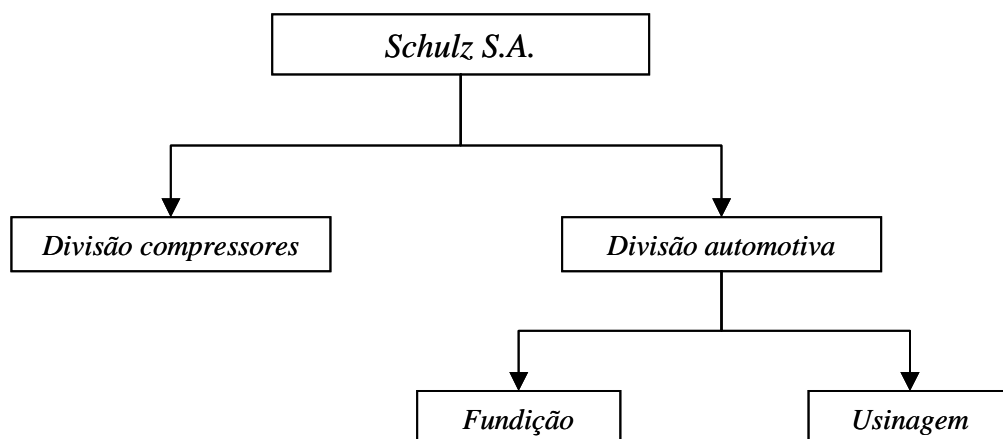 Schulz S.A.
Divisão compressores
Divisão automotiva
Fundição
Usinagem